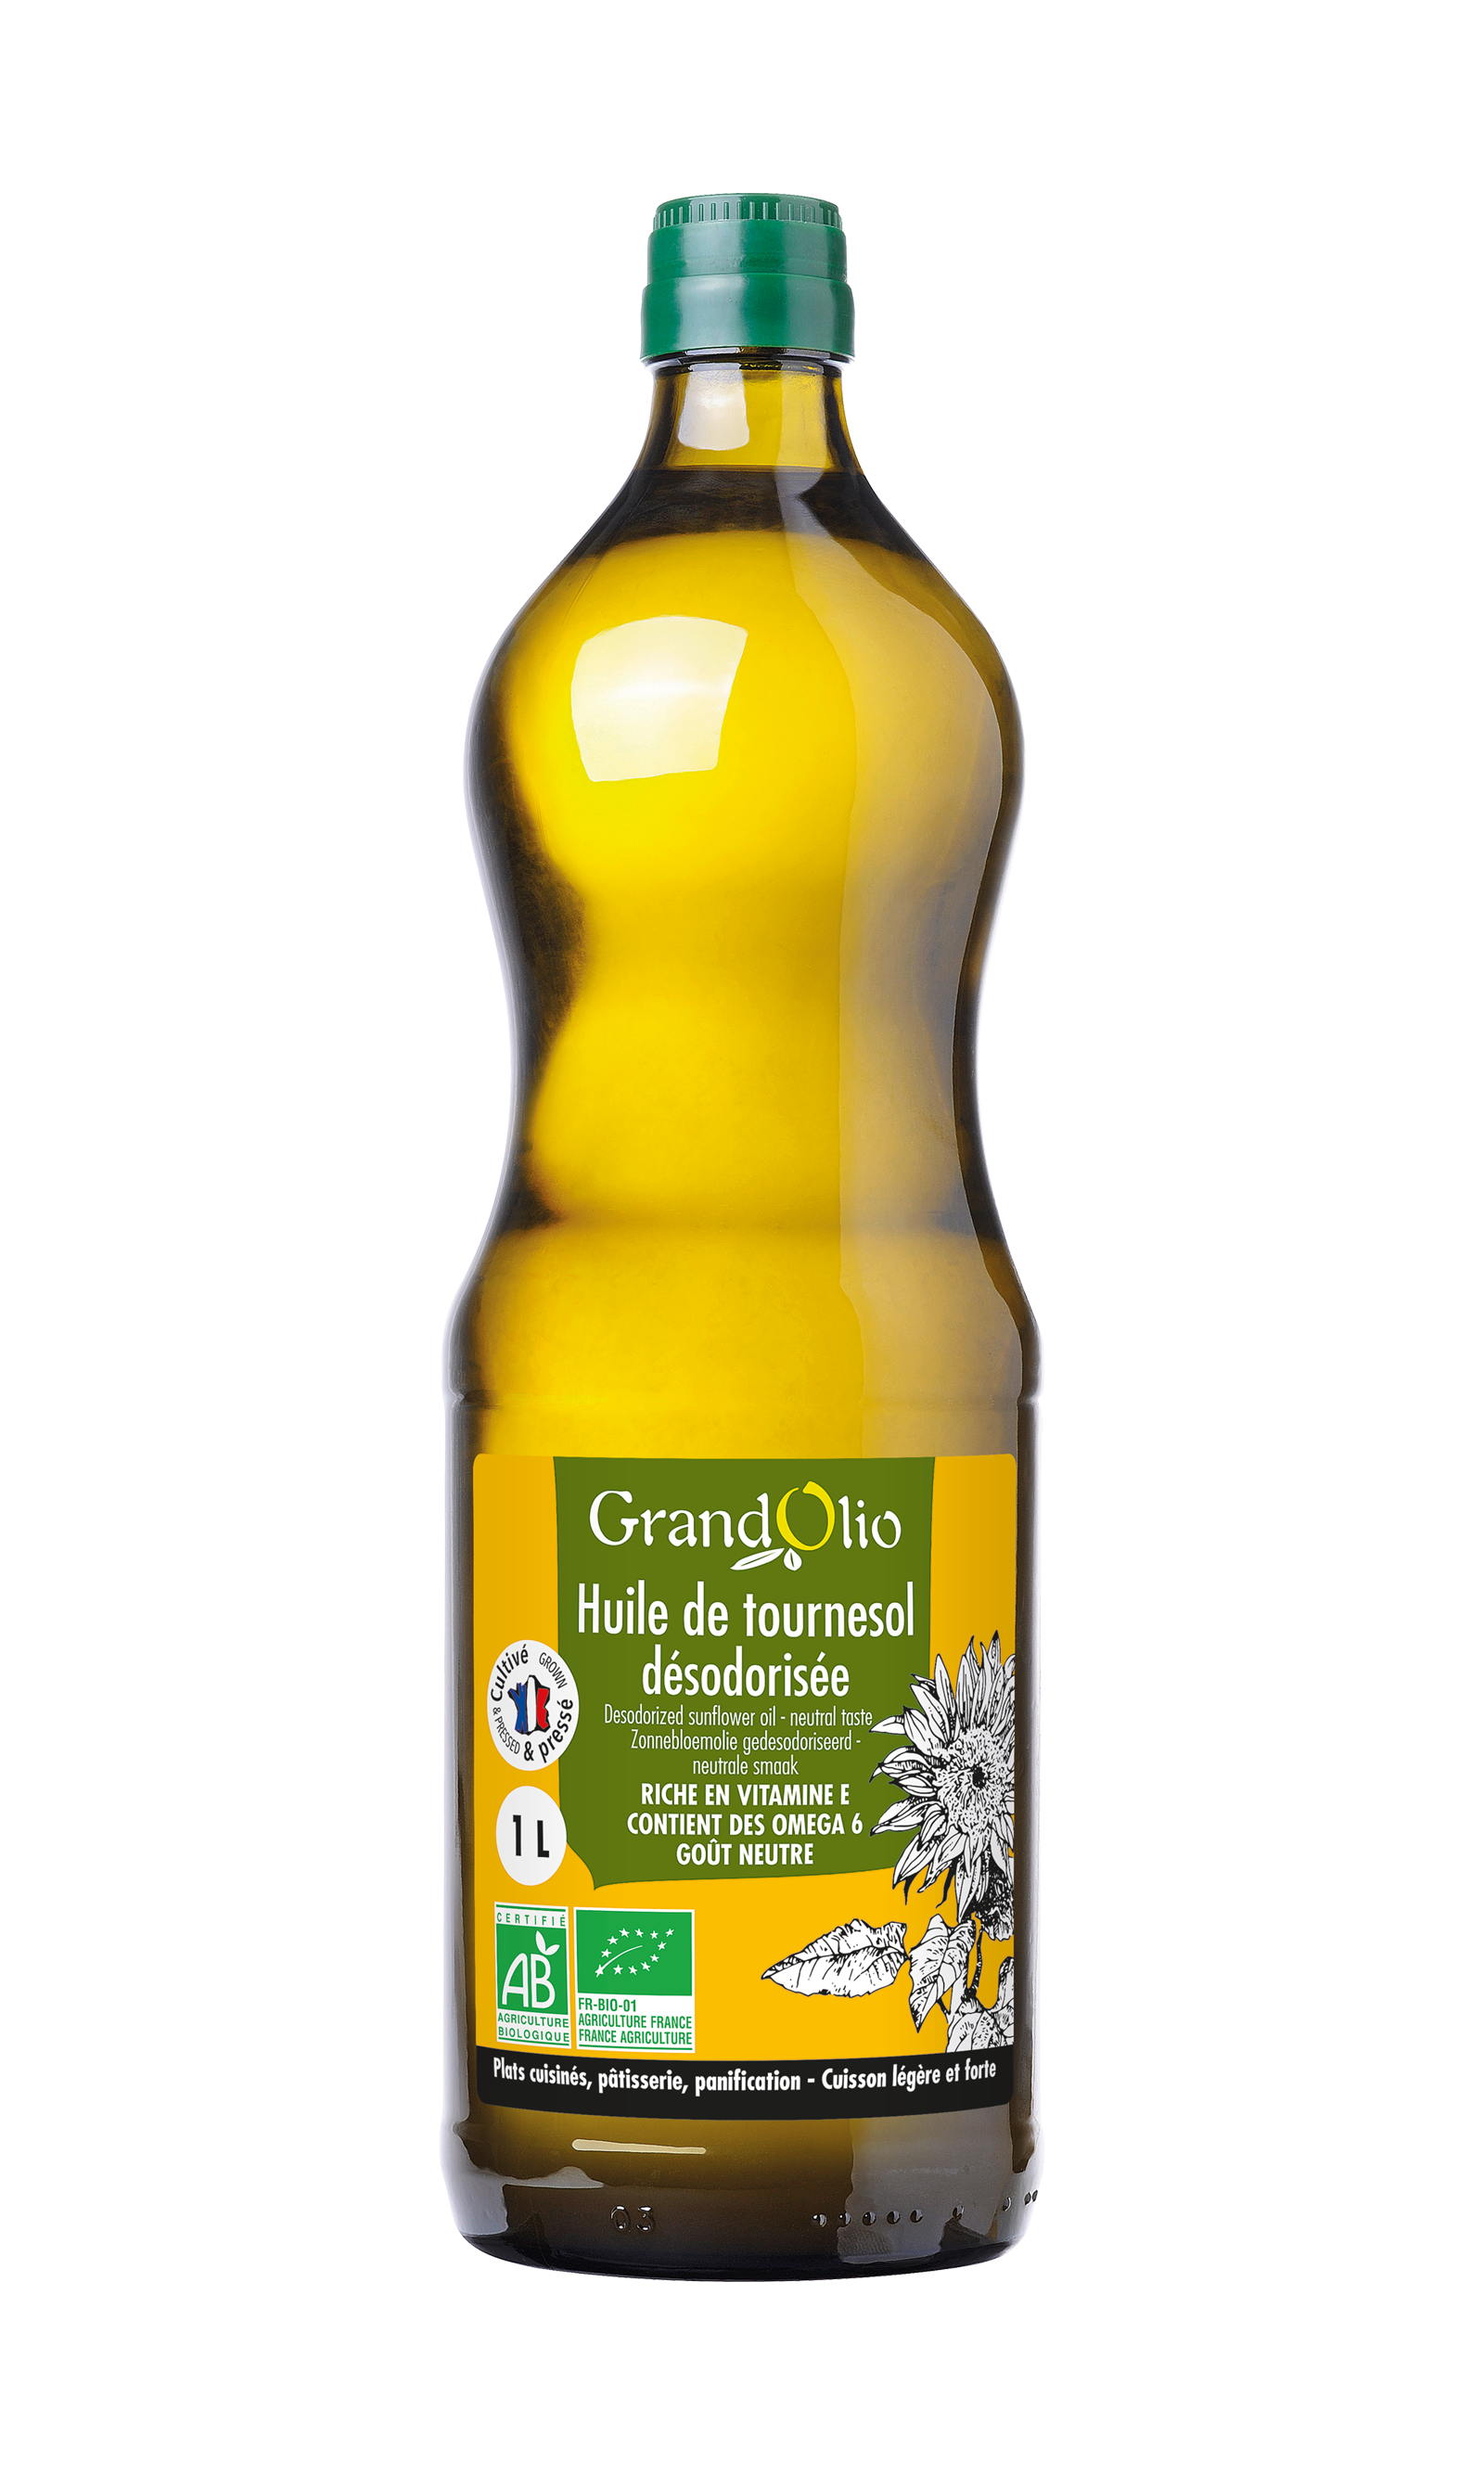 GrandOlio
Huile de tournesol
désodorisée
Desodorized sunflower oil - neutral taste
Zonnebloemolie gedesodoriseerd -
neutrale smaak
RICHE EN VITAMINE E
CONTIENT DES OMEGA 6
GOÛT NEUTRE
Cultivé
& pressé
GROWN
& PRESSED
1 L
CERTIFIÉ
AB
AGRICULTURE
BIOLOGIQUE
FR-BIO-01
AGRICULTURE FRANCE
FRANCE AGRICULTURE
Plats cuisinés, pâtisserie, panification - Cuisson légère et forte
03